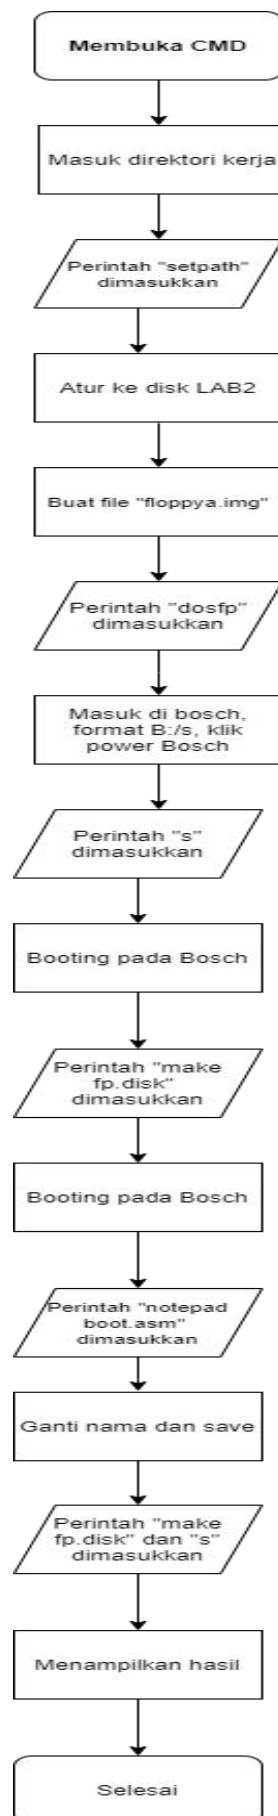 Membuka CMD
Masuk direktori kerja
Perintah "setpath"
dimasukkan
Atur ke disk LAB2
Buat file "floppya.img"
Perintah "dosfp"
dimasukkan
Masuk di bosch,
format B:/s, klik
power Bosch
Perintah "s"
dimasukkan
Booting pada Bosch
Perintah "make
fp.disk"
dimasukkan
Booting pada Bosch
Perintah "notepad
boot.asm"
dimasukkan
Ganti nama dan save
Perintah "make
fp.disk" dan "s"
dimasukkan
Menampilkan hasil
Selesai